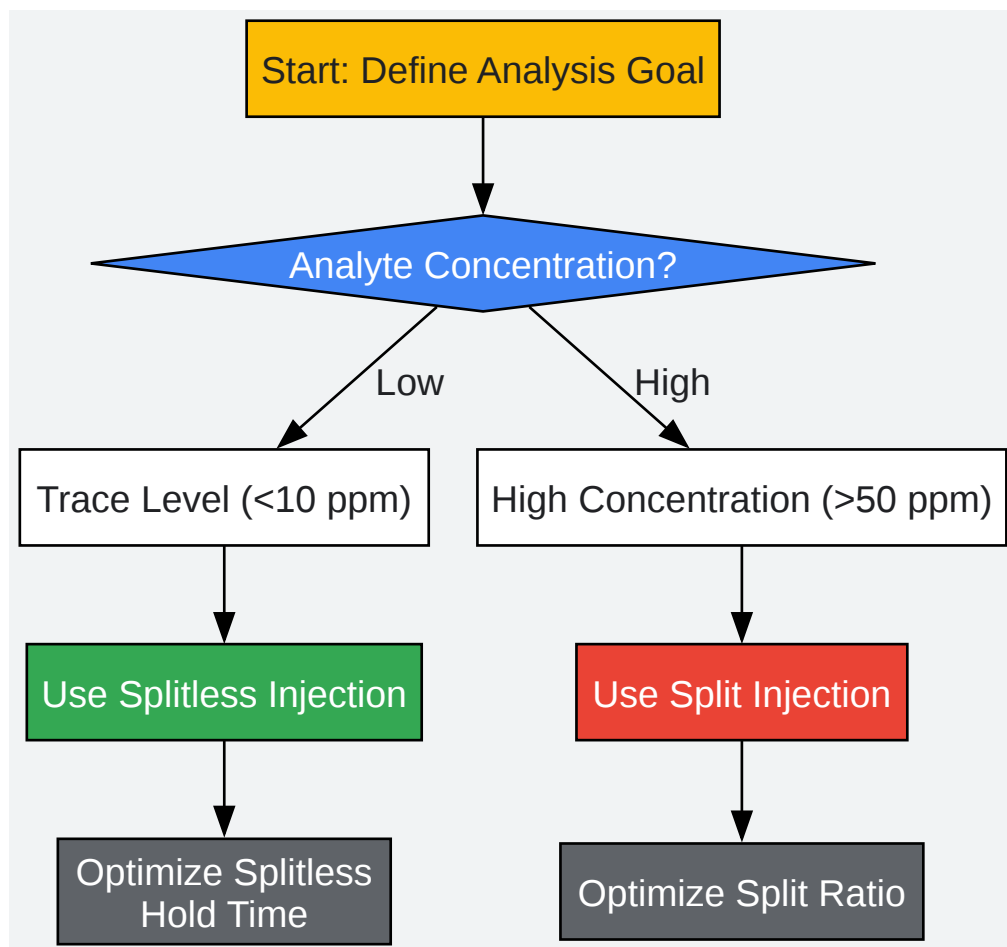 Start: Define Analysis Goal
Analyte Concentration?
Low
High
Trace Level (<10 ppm)
High Concentration (>50 ppm)
Use Splitless Injection
Use Split Injection
Optimize Splitless
Hold Time
Optimize Split Ratio